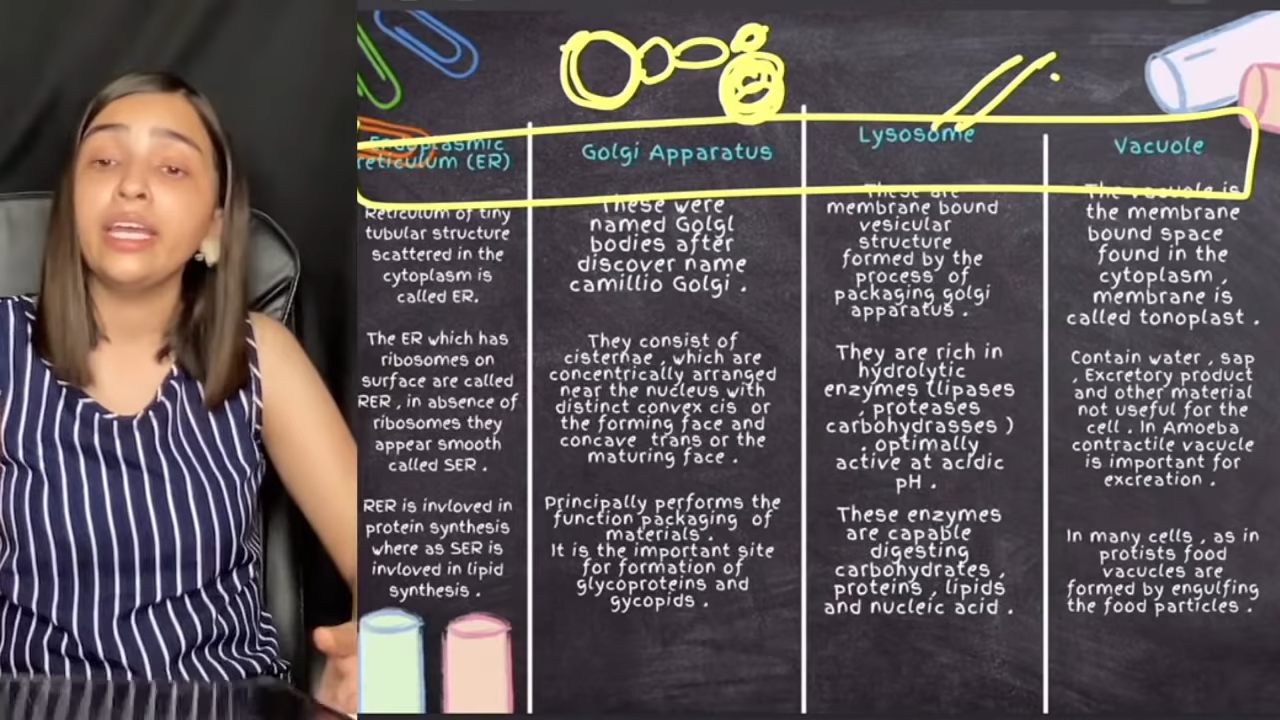 Endoplasmic
reticulum (ER)
Reticulum of tiny
tubular structure
scattered in the
cytoplasm is
called ER.
The ER which has
ribosomes on
surface are called
RER , in absence of
ribosomes they
appear smooth
called SER .
RER is invloved in
protein synthesis
where as SER is
invloved in lipid
synthesis .
Golgi Apparatus
These were
named Golgl
bodies after
discover name
camillio Golgi .
They consist of
cisternae , which are
concentrically arranged
near the nucleus with
distinct convex cis or
the forming face and
concave trans or the
maturing face .
Principally performs the
function packaging of
materials .
It is the important site
for formation of
glycoproteins and
gycopids .
Lysosome
These are
membrane bound
vesicular
structure
formed by the
process of
packaging golgi
apparatus .
They are rich in
hydrolytic
enzymes (lipases
, proteases
carbohydrasses )
, optimally
active at acidic
pH .
These enzymes
are capable
digesting
carbohydrates ,
proteins , lipids
and nucleic acid .
Vacuole
The vacuole is
the membrane
bound space
found in the
cytoplasm ,
membrane is
called tonoplast .
Contain water , sap
, Excretory product
and other material
not useful for the
cell . In Amoeba
contractile vacucle
is important for
excreation .
In many cells , as in
protists food
vacucles are
formed by engulfing
the food particles .